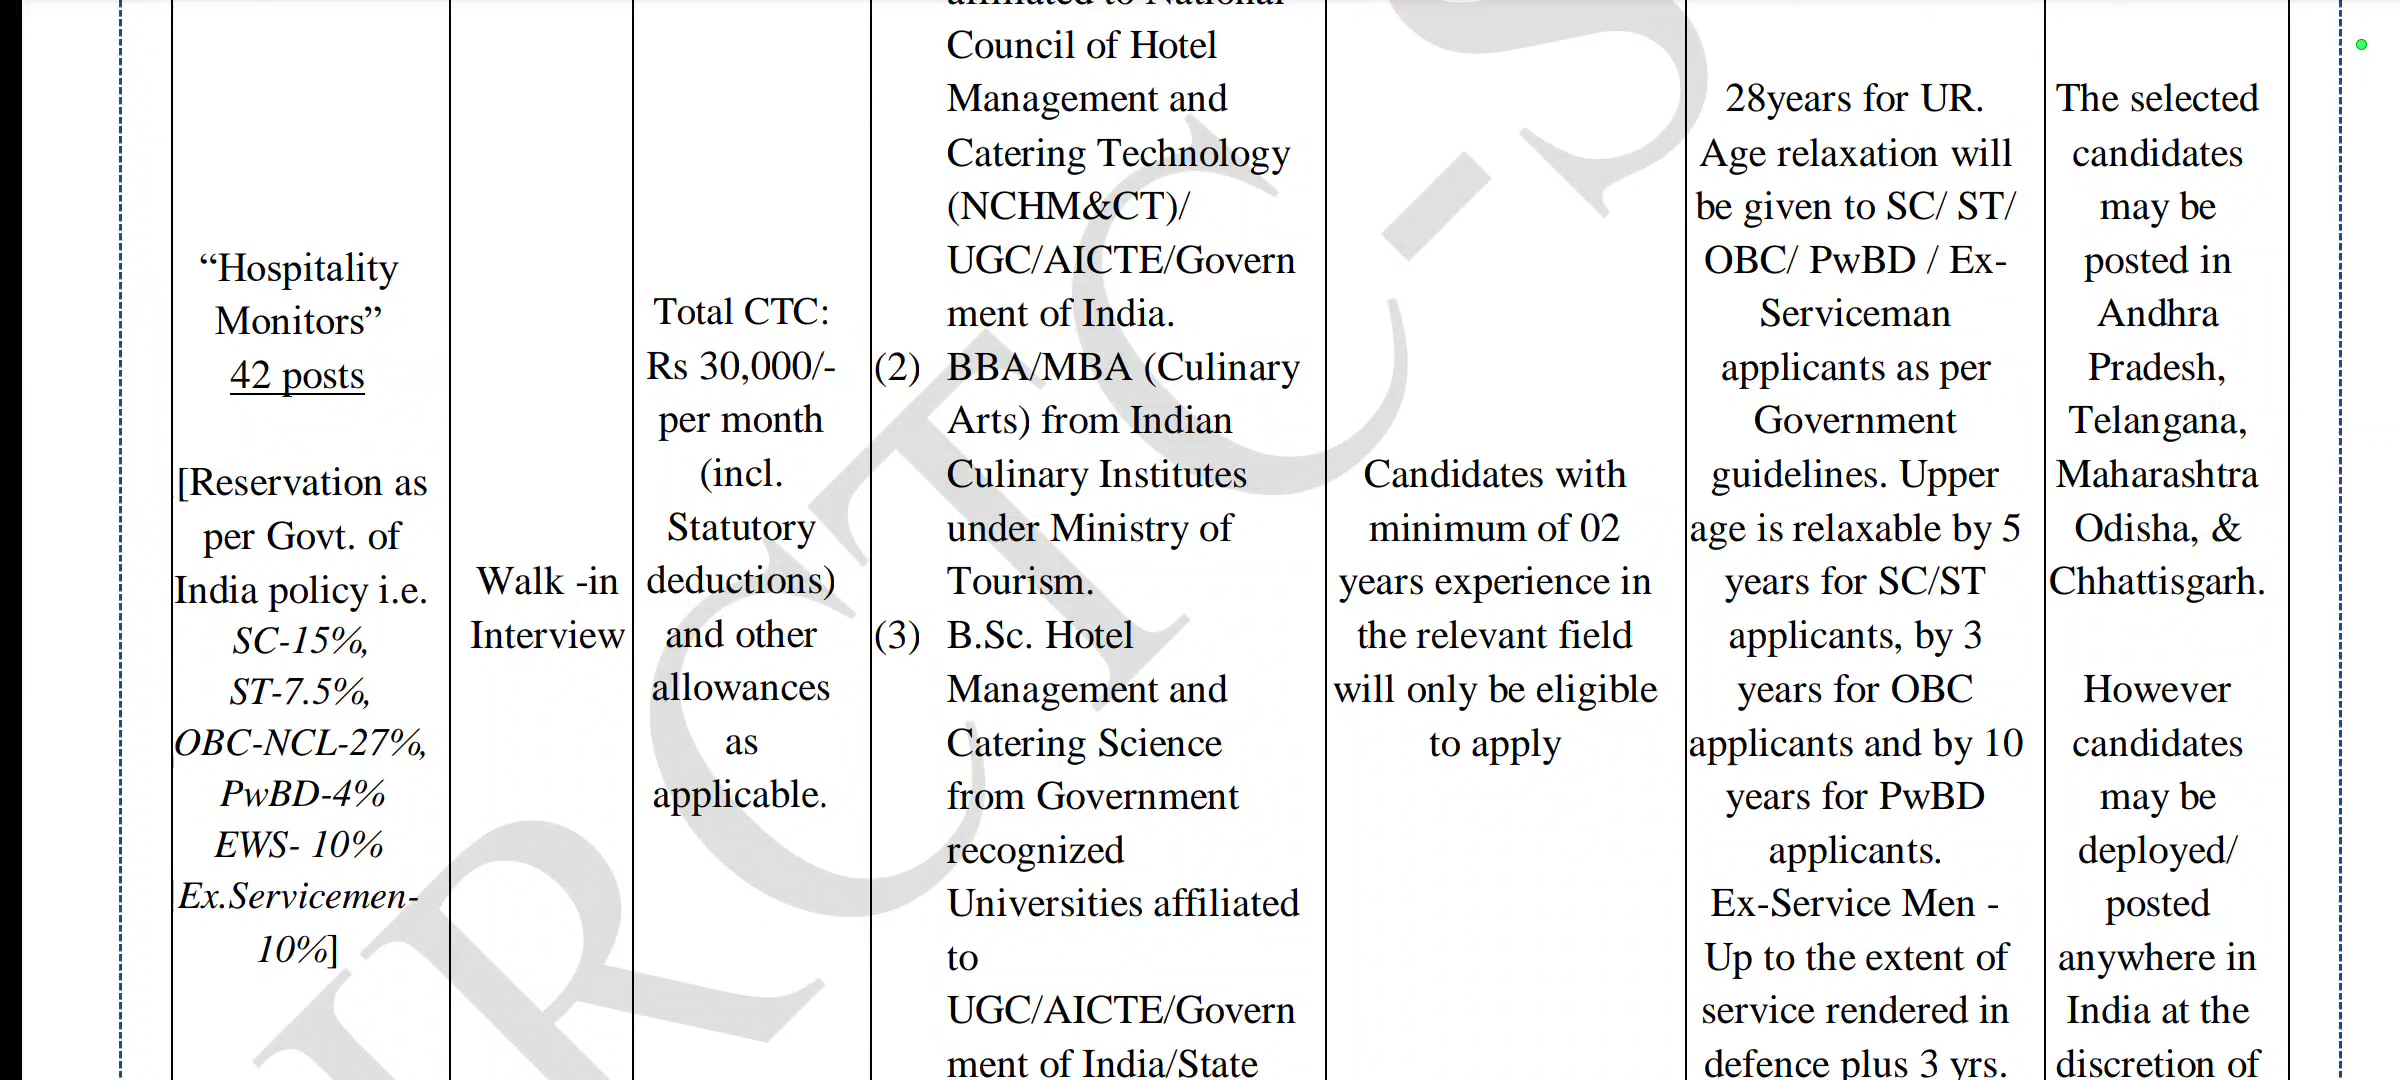 “Hospitality
Monitors”
42 posts
[Reservation as
per Govt. of
India policy i.e.
SC-15%,
ST-7.5%,
OBC-NCL-27%,
PwBD-4%
EWS- 10%
Ex.Servicemen-
10%]
Walk -in
Interview
Total CTC:
Rs 30,000/-
per month
(incl.
Statutory
deductions)
and other
allowances
as
applicable.
affiliated to National
Council of Hotel
Management and
Catering Technology
(NCHM&CT)/
UGC/AICTE/Govern
ment of India.
(2) BBA/MBA (Culinary
Arts) from Indian
Culinary Institutes
under Ministry of
Tourism.
(3) B.Sc. Hotel
Management and
Catering Science
from Government
recognized
Universities affiliated
to
UGC/AICTE/Govern
ment of India/State
Candidates with
minimum of 02
years experience in
the relevant field
will only be eligible
to apply
28years for UR.
Age relaxation will
be given to SC/ ST/
OBC/ PwBD / Ex-
Serviceman
applicants as per
Government
guidelines. Upper
age is relaxable by 5
years for SC/ST
applicants, by 3
years for OBC
applicants and by 10
years for PwBD
applicants.
Ex-Service Men -
Up to the extent of
service rendered in
defence plus 3 yrs.
The selected
candidates
may be
posted in
Andhra
Pradesh,
Telangana,
Maharashtra
Odisha, &
Chhattisgarh.
However
candidates
may be
deployed/
posted
anywhere in
India at the
discretion of
IRCTC-S